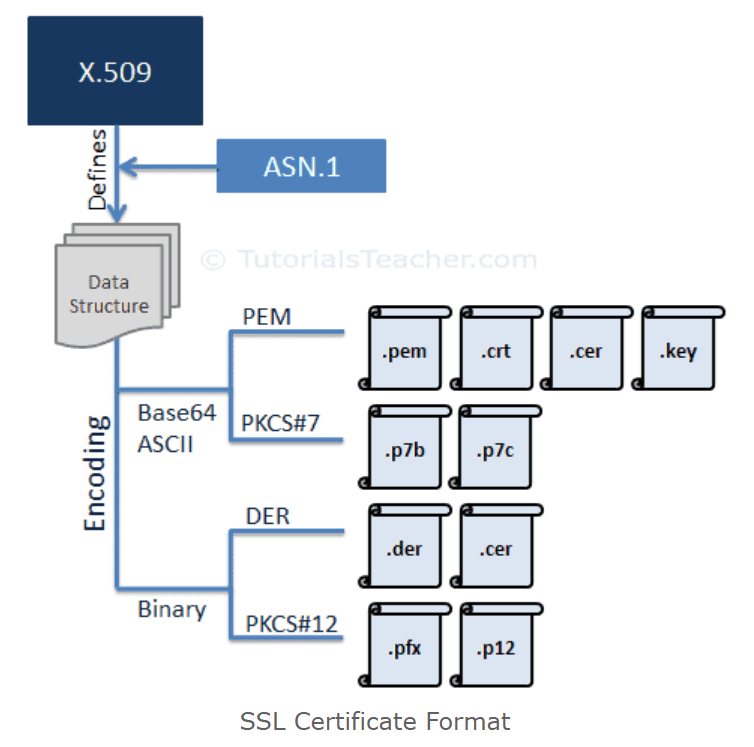 X.509
Defines
ASN.1
© TutorialsTeacher.com
Data
Structure
Encoding
Base64
ASCII
PEM
.pem
.crt
.cer
.key
PKCS#7
.p7b
.p7c
Binary
DER
.der
.cer
PKCS#12
.pfx
.p12
SSL Certificate Format